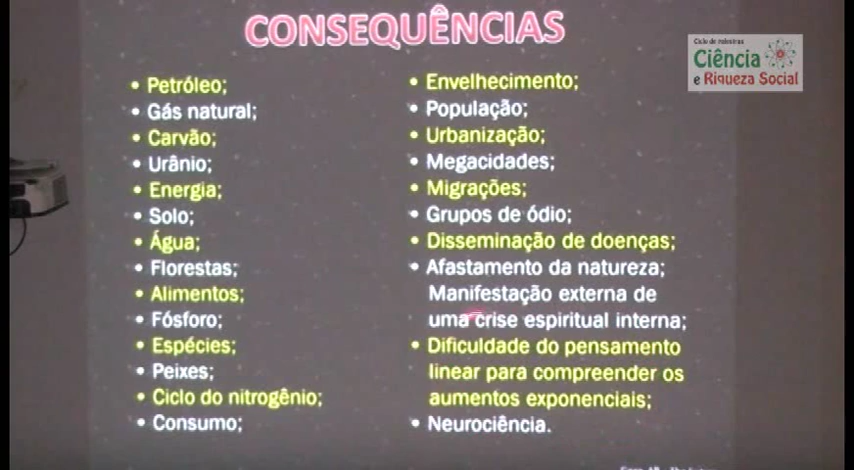 CONSEQUÊNCIAS
Ciclo de palestras
Ciência
e Riqueza Social
• Petróleo;
• Gás natural;
• Carvão;
• Urânio;
• Energia;
• Solo;
• Água;
• Florestas;
• Alimentos;
• Fósforo;
• Espécies;
• Peixes;
• Ciclo do nitrogênio;
• Consumo;
• Envelhecimento;
• População;
• Urbanização;
• Megacidades;
• Migrações;
• Grupos de ódio;
• Disseminação de doenças;
• Afastamento da natureza;
Manifestação externa de
uma crise espiritual interna;
• Dificuldade do pensamento
linear para compreender os
aumentos exponenciais;
• Neurociência.